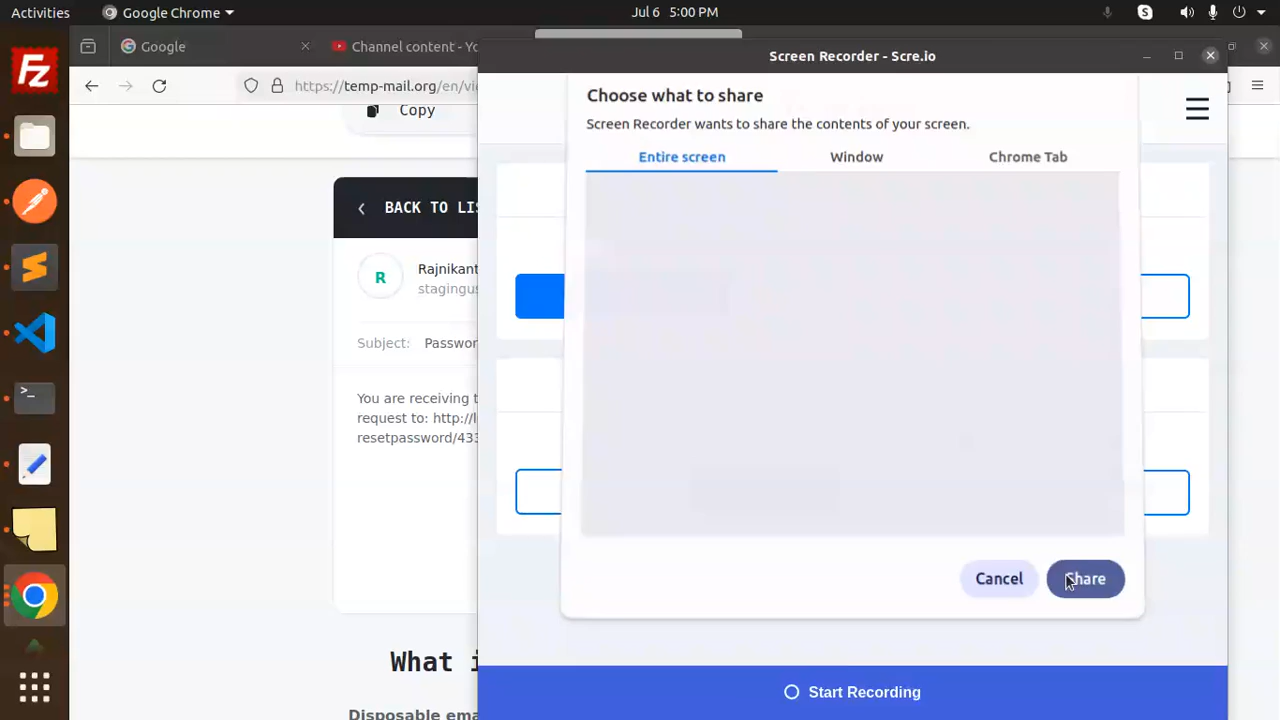 Activities
Google Chrome
Jul 6 5:00 PM
Google
Channel content - Yo
Screen Recorder - Scre.io
https://temp-mail.org/en/vi
Copy
Choose what to share
Screen Recorder wants to share the contents of your screen.
Entire screen
Window
Chrome Tab
BACK TO LIS
R
Rajnikant
stagingus
Subject:
Passwor
You are receiving t
request to: http://l
resetpassword/433
Cancel
Share
What i
Disposable ema
Start Recording